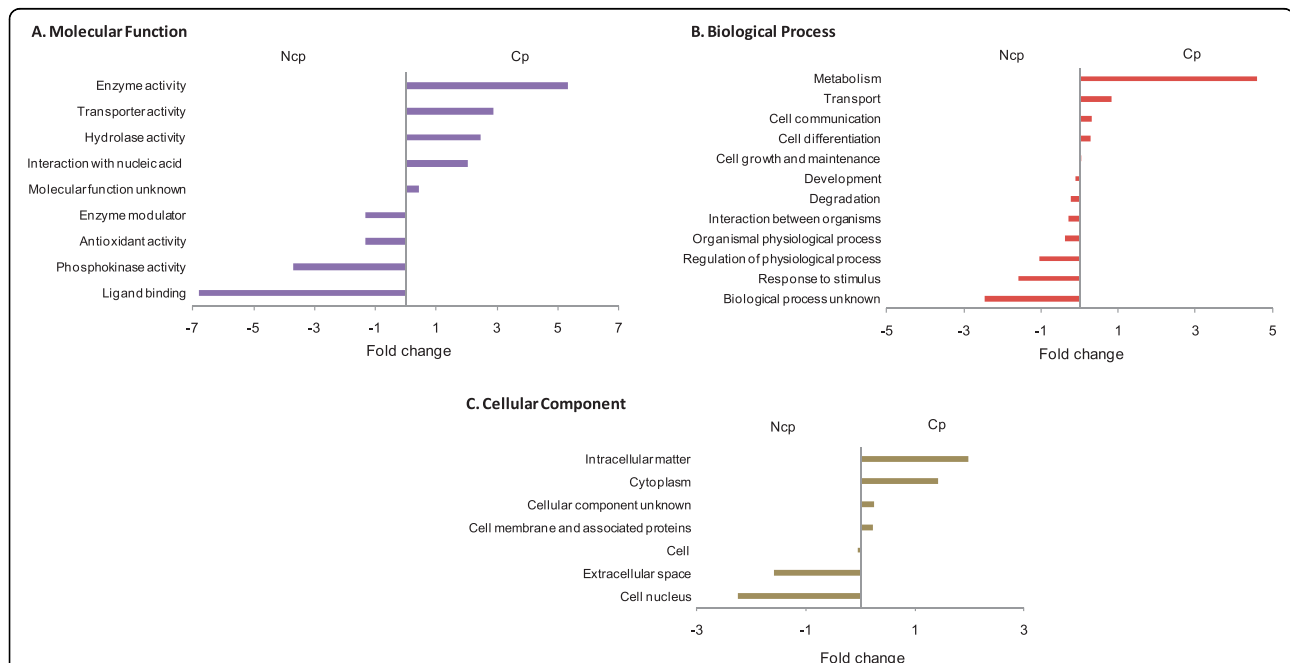 A. Molecular Function
Ncp Cp
Enzyme activity
Transporter activity
Hydrolase activity
Interaction with nucleic acid
Molecular function unknown
Enzyme modulator
Antioxidant activity
Phosphokinase activity
Ligand binding
-7 -5 -3 -1 1 3 5 7
Fold change
B. Biological Process
Ncp Cp
Metabolism
Transport
Cell communication
Cell differentiation
Cell growth and maintenance
Development
Degradation
Interaction between organisms
Organismal physiological process
Regulation of physiological process
Response to stimulus
Biological process unknown
-5 -3 -1 1 3 5
Fold change
C. Cellular Component
Ncp Cp
Intracellular matter
Cytoplasm
Cellular component unknown
Cell membrane and associated proteins
Cell
Extracellular space
Cell nucleus
-3 -1 1 3
Fold change